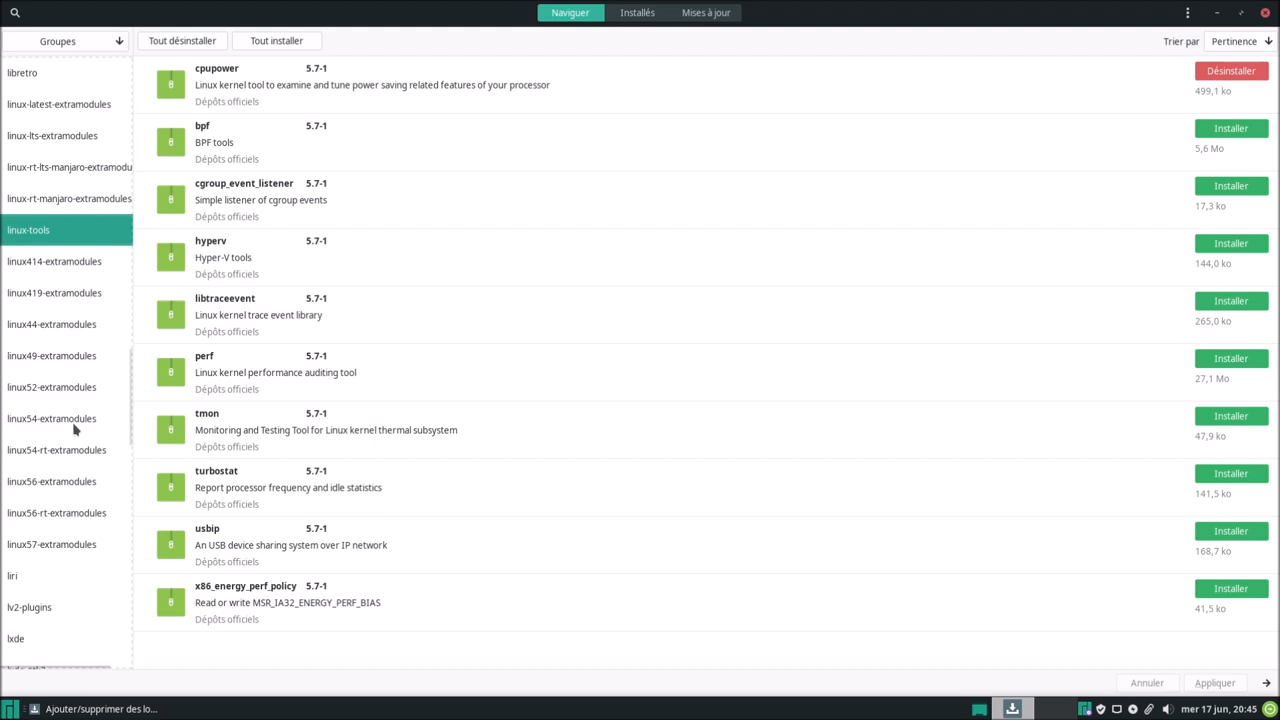 Naviguer Installés Mises à jour
Groupes Tout désinstaller Tout installer Trier par Pertinence
libretro
linux-latest-extramodules
linux-lts-extramodules
linux-rt-lts-manjaro-extramodu
linux-rt-manjaro-extramodules
linux-tools
linux414-extramodules
linux419-extramodules
linux44-extramodules
linux49-extramodules
linux52-extramodules
linux54-extramodules
linux54-rt-extramodules
linux56-extramodules
linux56-rt-extramodules
linux57-extramodules
liri
lv2-plugins
lxde
cpupower 5.7-1 Désinstaller
Linux kernel tool to examine and tune power saving related features of your processor
499,1 ko
Dépôts officiels
bpf 5.7-1 Installer
BPF tools
5,6 Mo
Dépôts officiels
cgroup_event_listener 5.7-1 Installer
Simple listener of cgroup events
17,3 ko
Dépôts officiels
hyperv 5.7-1 Installer
Hyper-V tools
144,0 ko
Dépôts officiels
libtraceevent 5.7-1 Installer
Linux kernel trace event library
265,0 ko
Dépôts officiels
perf 5.7-1 Installer
Linux kernel performance auditing tool
27,1 Mo
Dépôts officiels
tmon 5.7-1 Installer
Monitoring and Testing Tool for Linux kernel thermal subsystem
47,9 ko
Dépôts officiels
turbostat 5.7-1 Installer
Report processor frequency and idle statistics
141,5 ko
Dépôts officiels
usbip 5.7-1 Installer
An USB device sharing system over IP network
168,7 ko
Dépôts officiels
x86_energy_perf_policy 5.7-1 Installer
Read or write MSR_IA32_ENERGY_PERF_BIAS
41,5 ko
Dépôts officiels
Annuler Appliquer
Ajouter/supprimer des lo... mer 17 jun, 20:45